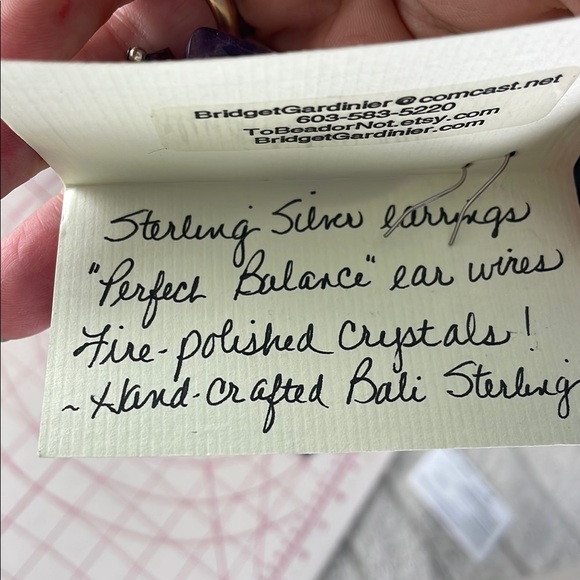 BridgetGardinier@comcast.net
603-583-5220
ToBeadorNot.etsy.com
BridgetGardinier.com
Sterling Silver earrings
"Perfect Balance" ear wires
Fire-polished Crystals!
~Hand-crafted Bali Sterling